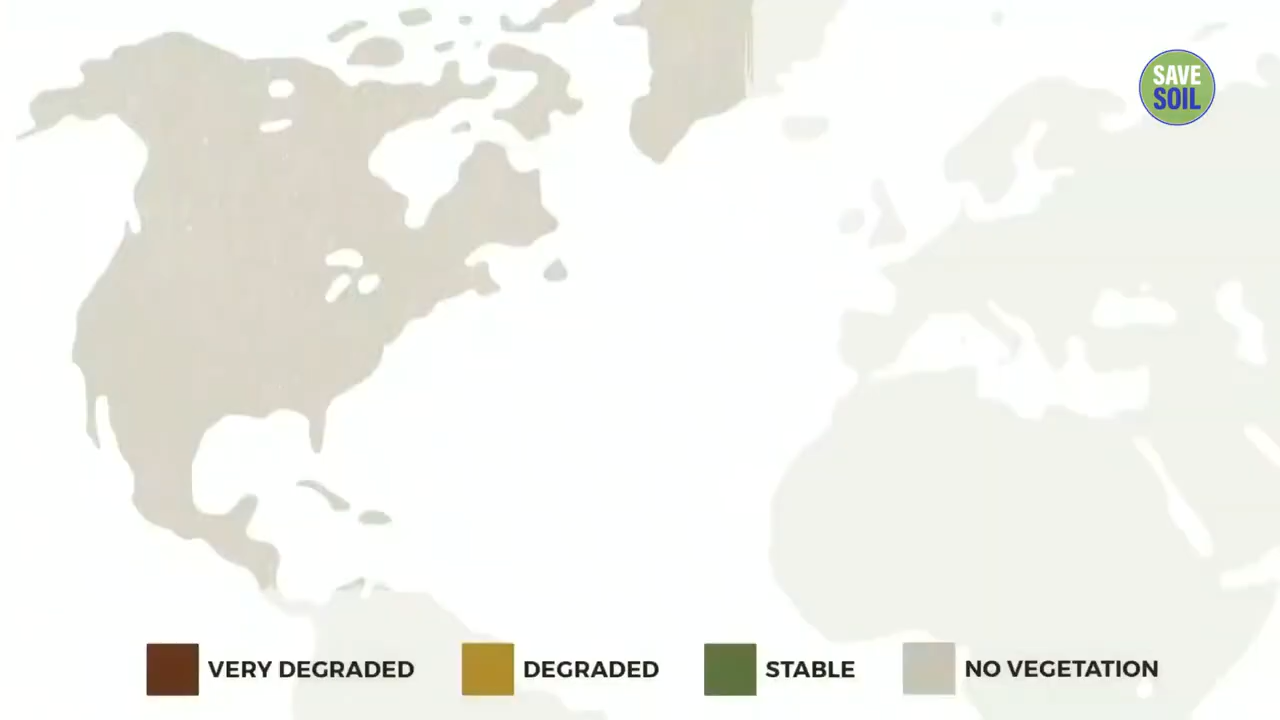 SAVE
SOIL
VERY DEGRADED
DEGRADED
STABLE
NO VEGETATION